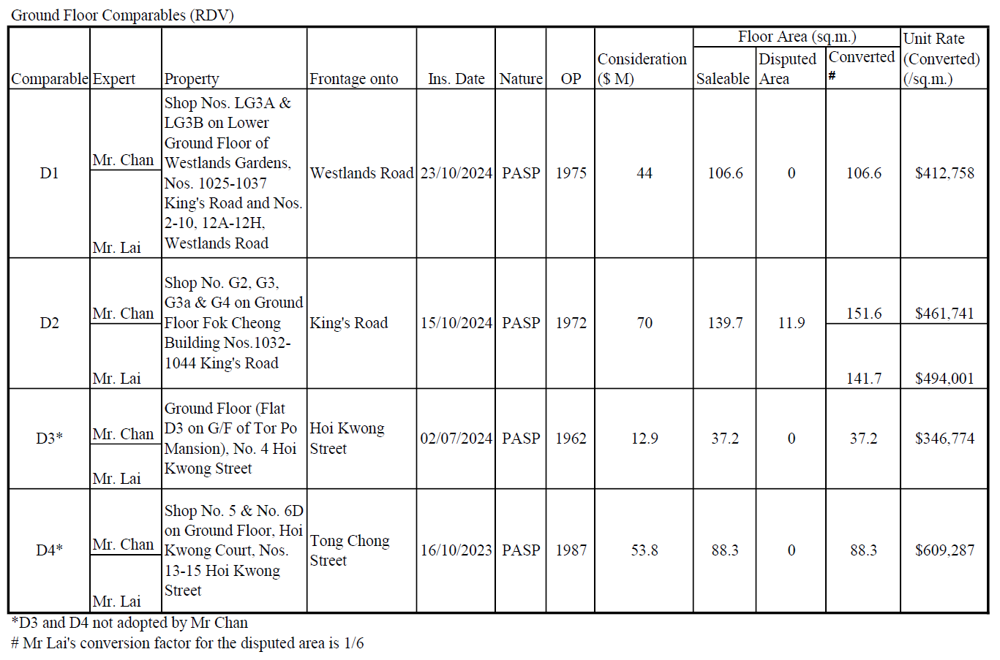 Ground Floor Comparables (RDV)
Comparable Expert Property Frontage onto Ins. Date Nature OP Consideration ($ M) Floor Area (sq.m.) Saleable Disputed Area Converted # Unit Rate (Converted) (/sq.m.)
D1
Mr. Chan
Mr. Lai
Shop Nos. LG3A &
LG3B on Lower
Ground Floor of
Westlands Gardens,
Nos. 1025-1037
King's Road and Nos.
2-10, 12A-12H,
Westlands Road
Westlands Road 23/10/2024 PASP 1975 44 106.6 0 106.6 $412,758
D2
Mr. Chan
Mr. Lai
Shop No. G2, G3,
G3a & G4 on Ground
Floor Fok Cheong
Building Nos.1032-
1044 King's Road
King's Road 15/10/2024 PASP 1972 70 139.7 11.9
151.6 $461,741
141.7 $494,001
D3*
Mr. Chan
Mr. Lai
Ground Floor (Flat
D3 on G/F of Tor Po
Mansion), No. 4 Hoi
Kwong Street
Hoi Kwong
Street
02/07/2024 PASP 1962 12.9 37.2 0 37.2 $346,774
D4*
Mr. Chan
Mr. Lai
Shop No. 5 & No. 6D
on Ground Floor, Hoi
Kwong Court, Nos.
13-15 Hoi Kwong
Street
Tong Chong
Street
16/10/2023 PASP 1987 53.8 88.3 0 88.3 $609,287
*D3 and D4 not adopted by Mr Chan
# Mr Lai's conversion factor for the disputed area is 1/6